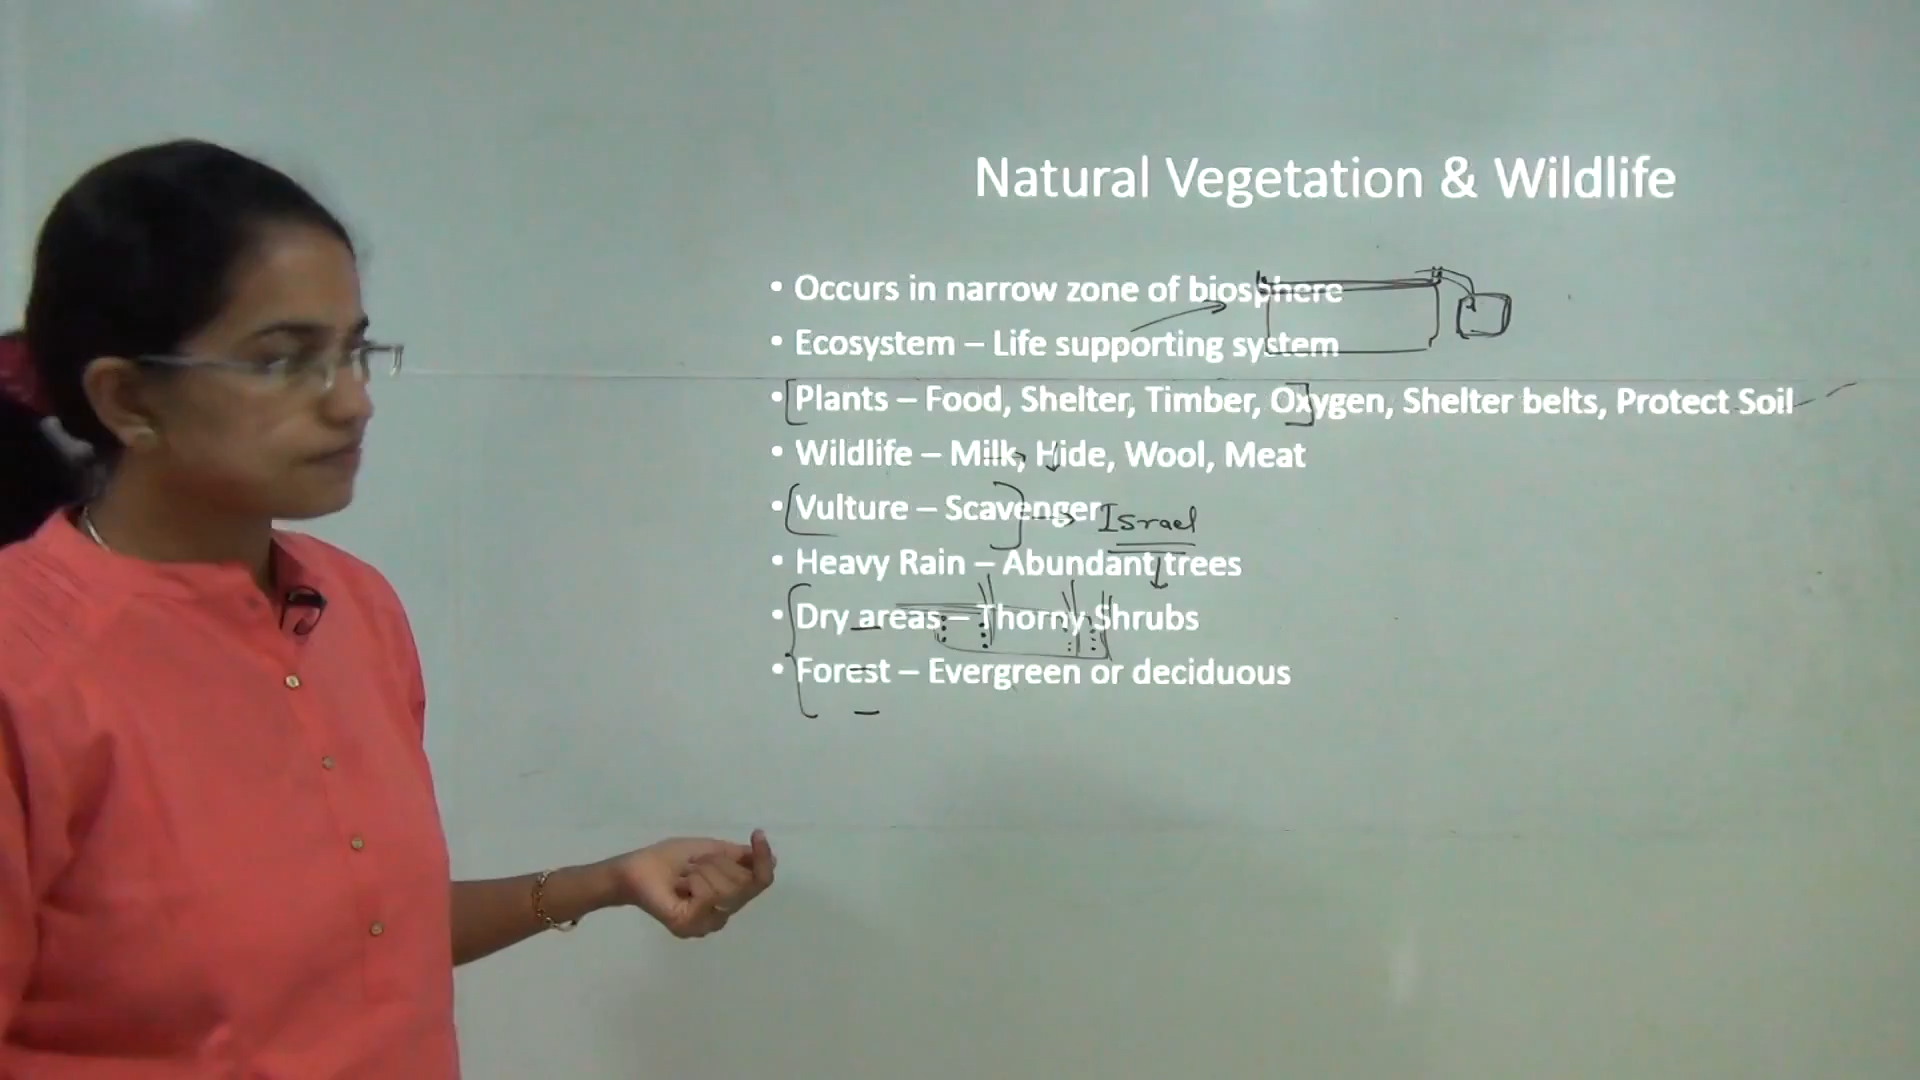 Natural Vegetation & Wildlife
• Occurs in narrow zone of biosphere
• Ecosystem – Life supporting system
• Plants – Food, Shelter, Timber, Oxygen, Shelter belts, Protect Soil
• Wildlife – Milk, Hide, Wool, Meat
• Vulture – Scavenger Israel
• Heavy Rain – Abundant trees
• Dry areas – Thorny Shrubs
• Forest – Evergreen or deciduous